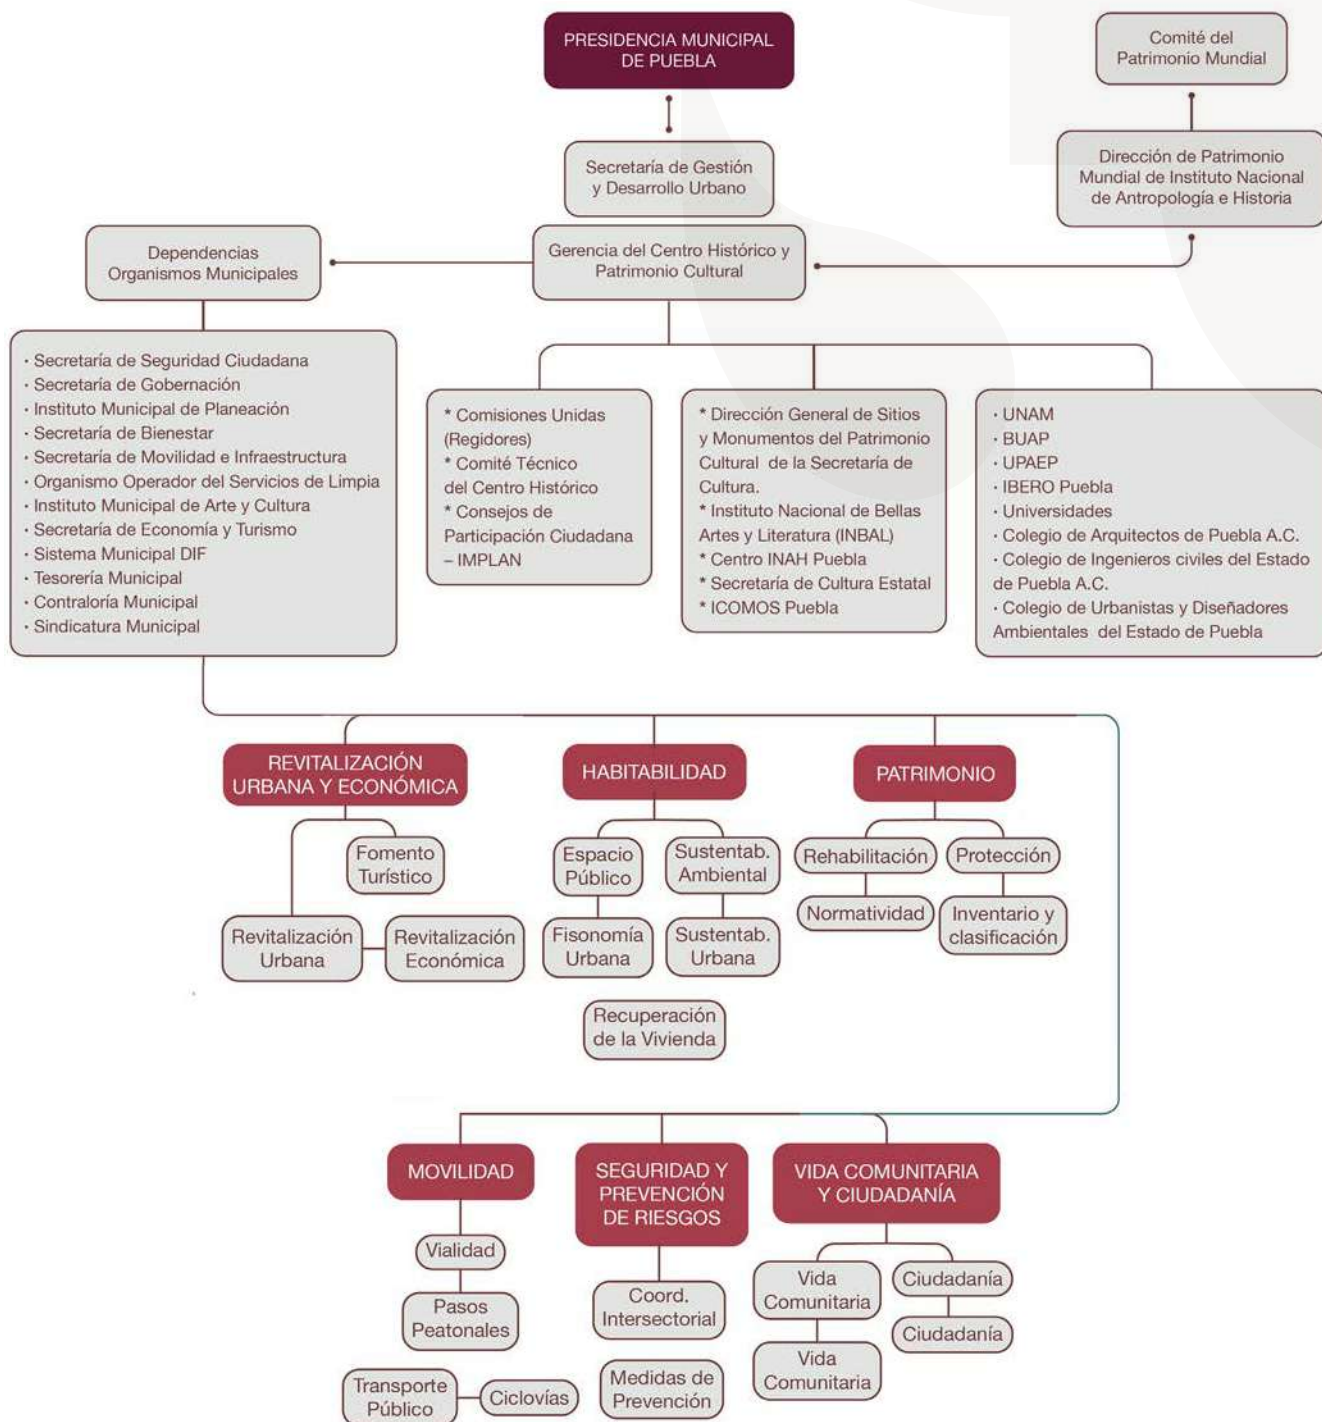 PRESIDENCIA MUNICIPAL
DE PUEBLA
Comité del
Patrimonio Mundial
Secretaría de Gestión
y Desarrollo Urbano
Dirección de Patrimonio
Mundial de Instituto Nacional
de Antropología e Historia
Dependencias
Organismos Municipales
Gerencia del Centro Histórico y
Patrimonio Cultural
· Secretaría de Seguridad Ciudadana
· Secretaría de Gobernación
· Instituto Municipal de Planeación
· Secretaría de Bienestar
· Secretaría de Movilidad e Infraestructura
· Organismo Operador del Servicios de Limpia
· Instituto Municipal de Arte y Cultura
· Secretaría de Economía y Turismo
· Sistema Municipal DIF
· Tesorería Municipal
· Contraloría Municipal
· Sindicatura Municipal
* Comisiones Unidas
(Regidores)
* Comité Técnico
del Centro Histórico
* Consejos de
Participación Ciudadana
– IMPLAN
* Dirección General de Sitios
y Monumentos del Patrimonio
Cultural de la Secretaría de
Cultura.
* Instituto Nacional de Bellas
Artes y Literatura (INBAL)
* Centro INAH Puebla
* Secretaría de Cultura Estatal
* ICOMOS Puebla
· UNAM
· BUAP
· UPAEP
· IBERO Puebla
· Universidades
· Colegio de Arquitectos de Puebla A.C.
· Colegio de Ingenieros civiles del Estado
de Puebla A.C.
· Colegio de Urbanistas y Diseñadores
Ambientales del Estado de Puebla
REVITALIZACIÓN
URBANA Y ECONÓMICA
Fomento
Turístico
Revitalización
Urbana
Revitalización
Económica
HABITABILIDAD
Espacio
Público
Sustentab.
Ambiental
Fisonomía
Urbana
Sustentab.
Urbana
Recuperación
de la Vivienda
PATRIMONIO
Rehabilitación
Protección
Normatividad
Inventario y
clasificación
MOVILIDAD
Vialidad
Pasos
Peatonales
Transporte
Público
Ciclovías
SEGURIDAD Y
PREVENCIÓN
DE RIESGOS
Coord.
Intersectorial
Medidas de
Prevención
VIDA COMUNITARIA
Y CIUDADANÍA
Vida
Comunitaria
Ciudadanía
Vida
Comunitaria
Ciudadanía